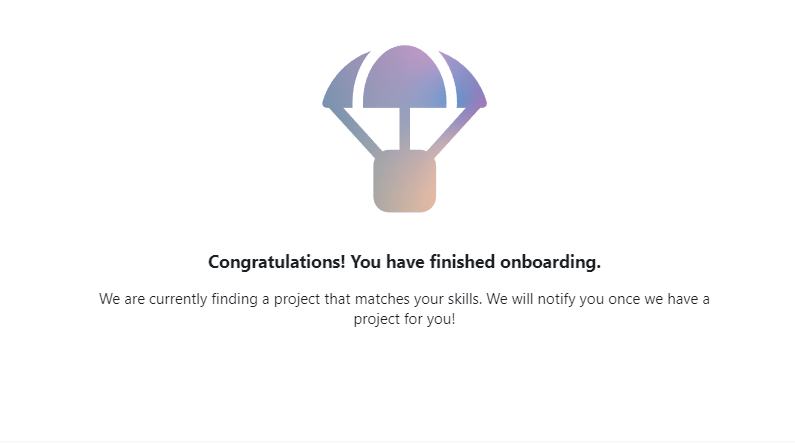 Congratulations! You have finished onboarding.
We are currently finding a project that matches your skills. We will notify you once we have a
project for you!